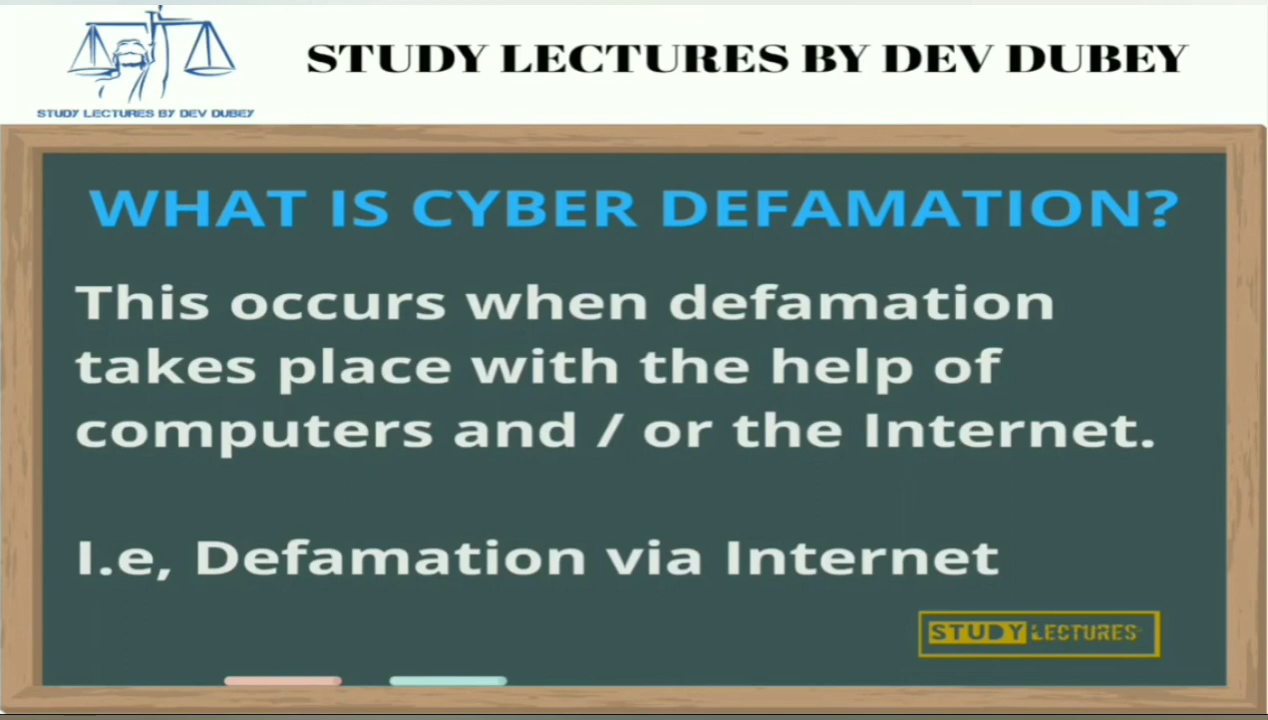 STUDY LECTURES BY DEV DUBEY
STUDY LECTURES BY DEV DUBEY
WHAT IS CYBER DEFAMATION?
This occurs when defamation
takes place with the help of
computers and / or the Internet.
I.e, Defamation via Internet
STUDY LECTURES